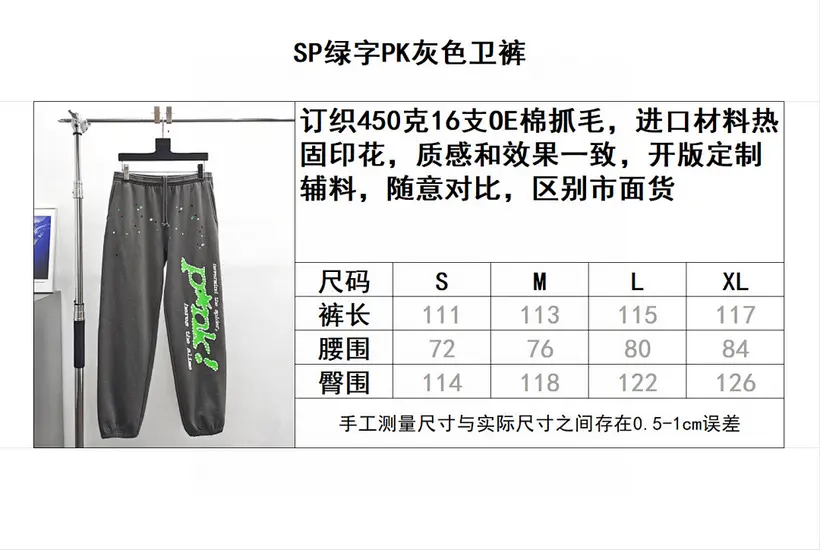 SP绿字PK灰色卫裤
订织450克16支OE棉抓毛，进口材料热
固印花，质感和效果一致，开版定制
辅料，随意对比，区别市面货
尺码 S M L XL
裤长 111 113 115 117
腰围 72 76 80 84
臀围 114 118 122 126
手工测量尺寸与实际尺寸之间存在0.5-1cm误差